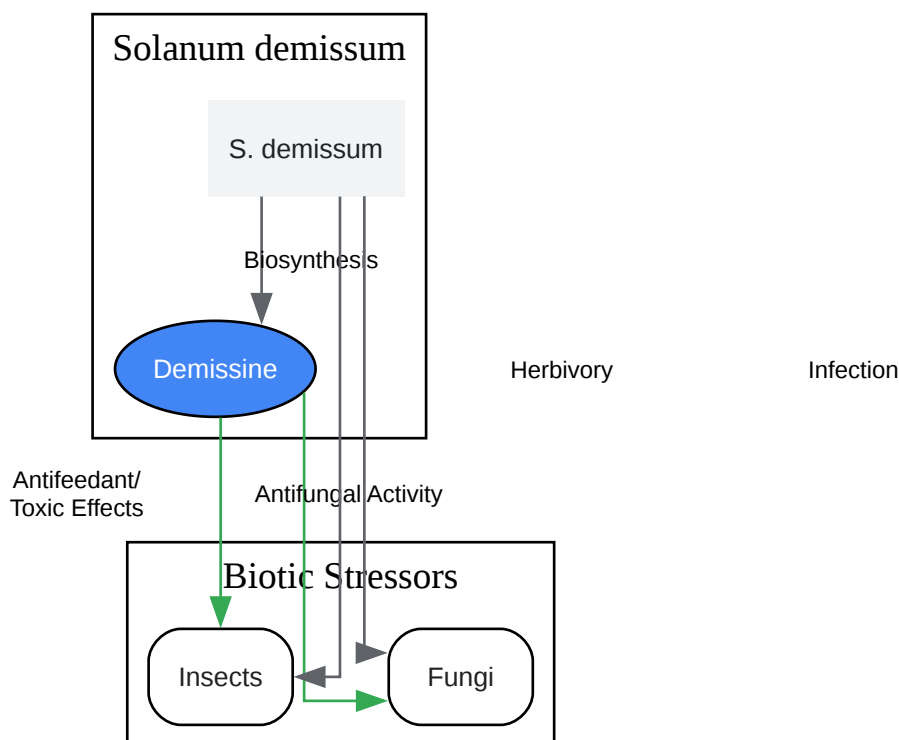 Solanum demissum
S. demissum
Biosynthesis
Demissine
Herbivory
Infection
Antifeedant/
Toxic Effects
Antifungal Activity
Biotic Stressors
Insects
Fungi